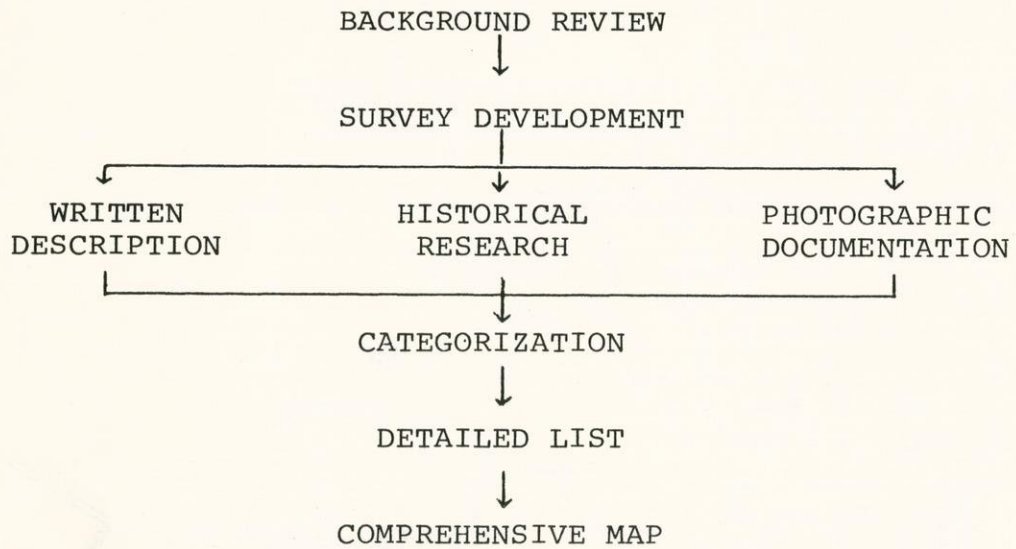 BACKGROUND REVIEW
SURVEY DEVELOPMENT
WRITTEN
DESCRIPTION
HISTORICAL
RESEARCH
PHOTOGRAPHIC
DOCUMENTATION
CATEGORIZATION
DETAILED LIST
COMPREHENSIVE MAP